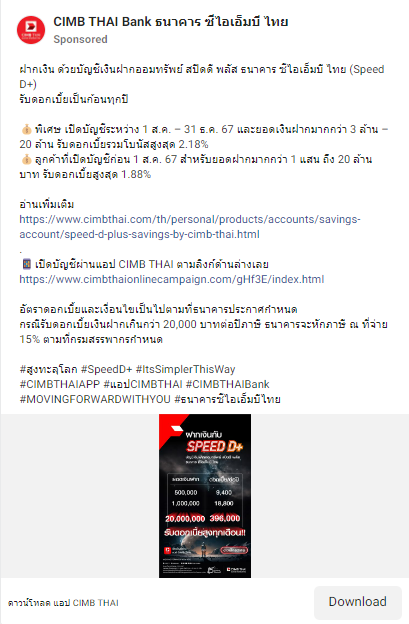 CIMB THAI Bank ธนาคาร ซีไอเอ็มบี ไทย
Sponsored
ฝากเงิน ด้วยบัญชีเงินฝากออมทรัพย์ สปีดดี พลัส ธนาคาร ซีไอเอ็มบี ไทย (Speed
D+)
รับดอกเบี้ยเป็นก้อนทุกปี
👍 พิเศษ เปิดบัญชีระหว่าง 1 ส.ค. – 31 ธ.ค. 67 และยอดเงินฝากมากกว่า 3 ล้าน –
20 ล้าน รับดอกเบี้ยรวมโบนัสสูงสุด 2.18%
👍 ลูกค้าที่เปิดบัญชีก่อน 1 ส.ค. 67 สำหรับยอดฝากมากกว่า 1 แสน ถึง 20 ล้าน
บาท รับดอกเบี้ยสูงสุด 1.88%
อ่านเพิ่มเติม
https://www.cimbthai.com/th/personal/products/accounts/savings-
account/speed-d-plus-savings-by-cimb-thai.html
.
📲 เปิดบัญชีผ่านแอป CIMB THAI ตามลิงก์ด้านล่างเลย
https://www.cimbthaionlinecampaign.com/gHf3E/index.html
อัตราดอกเบี้ยและเงื่อนไขเป็นไปตามที่ธนาคารประกาศกำหนด
กรณีรับดอกเบี้ยเงินฝากเกินกว่า 20,000 บาทต่อปีภาษี ธนาคารจะหักภาษี ณ ที่จ่าย
15% ตามที่กรมสรรพากรกำหนด
#สูงทะลุโลก #SpeedD+ #ItsSimplerThisWay
#CIMBTHAIAPP #แอปCIMBTHAI #CIMBTHAIBank
#MOVINGFORWARDWITHYOU #ธนาคารซีไอเอ็มบีไทย
ฝากเงินกับ
SPEED D+
ยอดเงินฝาก ดอกเบี้ยต่อปี
500,000 9,400
1,000,000 18,800
20,000,000 396,000
รับดอกเบี้ยสูงทุกเดือน!!
ดาวน์โหลด แอป CIMB THAI
Download